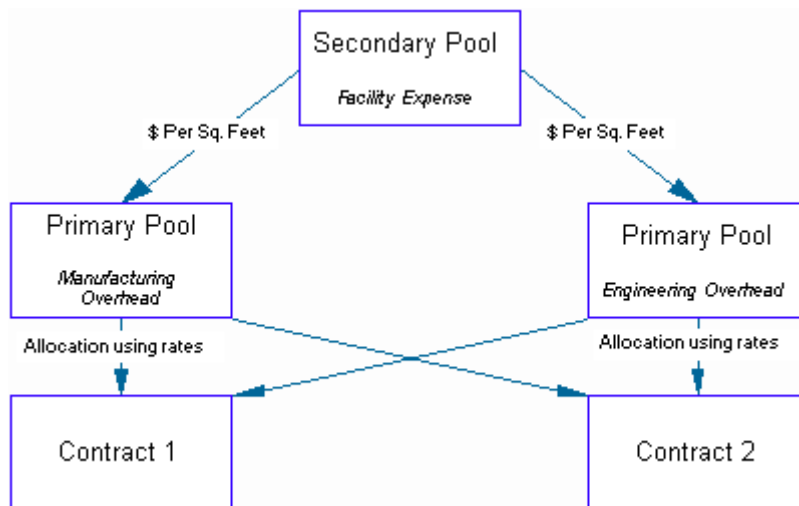 Secondary Pool
Facility Expense
$ Per Sq. Feet
$ Per Sq. Feet
Primary Pool
Manufacturing
Overhead
Primary Pool
Engineering Overhead
Allocation using rates
Allocation using rates
Contract 1
Contract 2